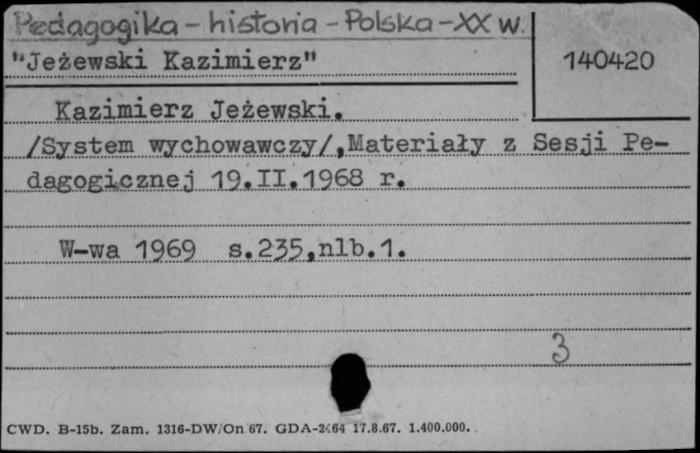 Pedagogika - historia - Polska - XX w.
"Jeżewski Kazimierz"
140420
Kazimierz Jeżewski.
/System wychowawczy/,Materiały z Sesji Pe-
dagogicznej 19.II.1968 r.
W-wa 1969 s.235,nlb.1.
3
CWD. B-15b. Zam. 1316-DW/On 67. GDA-2464 17.8.67. 1.400.000.